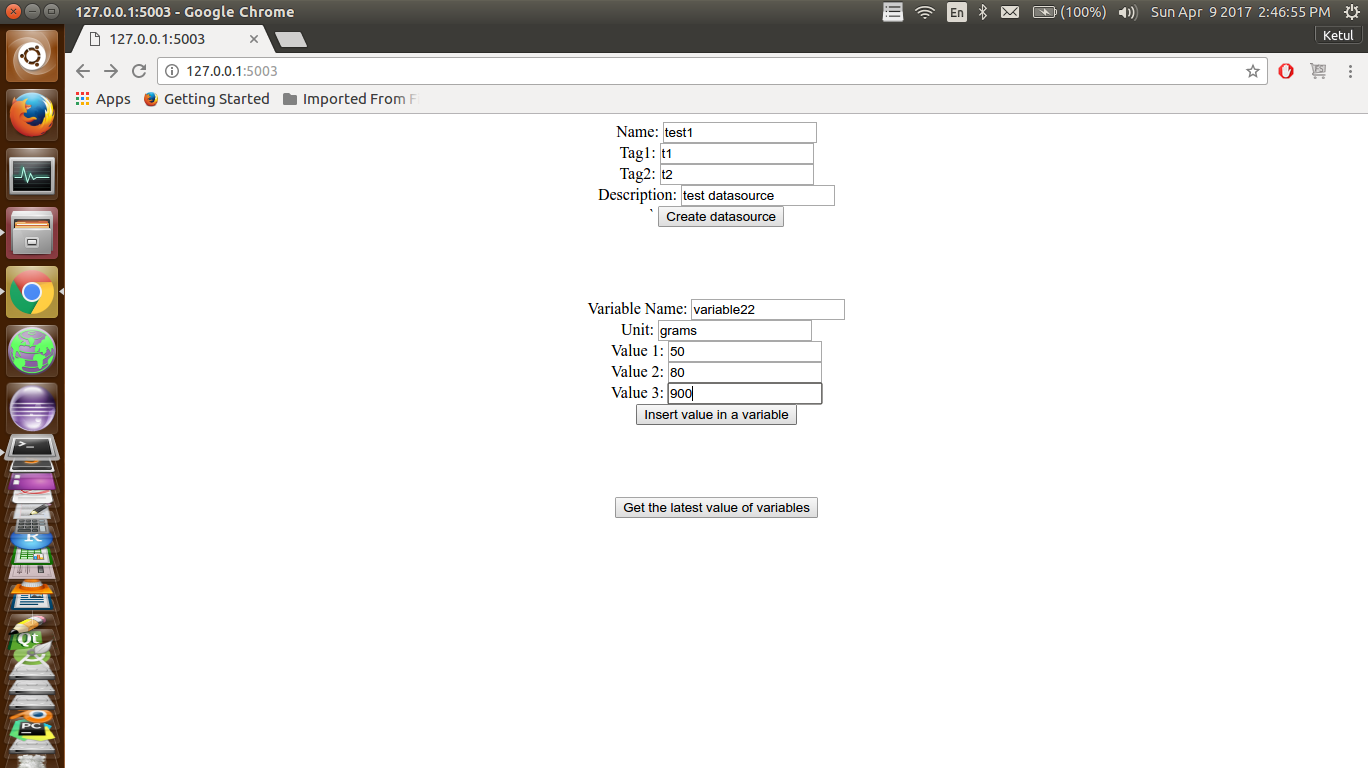 127.0.0.1:5003 - Google Chrome
En
(100%)
Sun Apr 9 2017 2:46:55 PM
127.0.0.1:5003
Ketul
127.0.0.1:5003
Apps
Getting Started
Imported From F
Name: test1
Tag1: t1
Tag2: t2
Description: test datasource
` Create datasource
Variable Name: variable22
Unit: grams
Value 1: 50
Value 2: 80
Value 3: 900
Insert value in a variable
Get the latest value of variables
Qt
PC